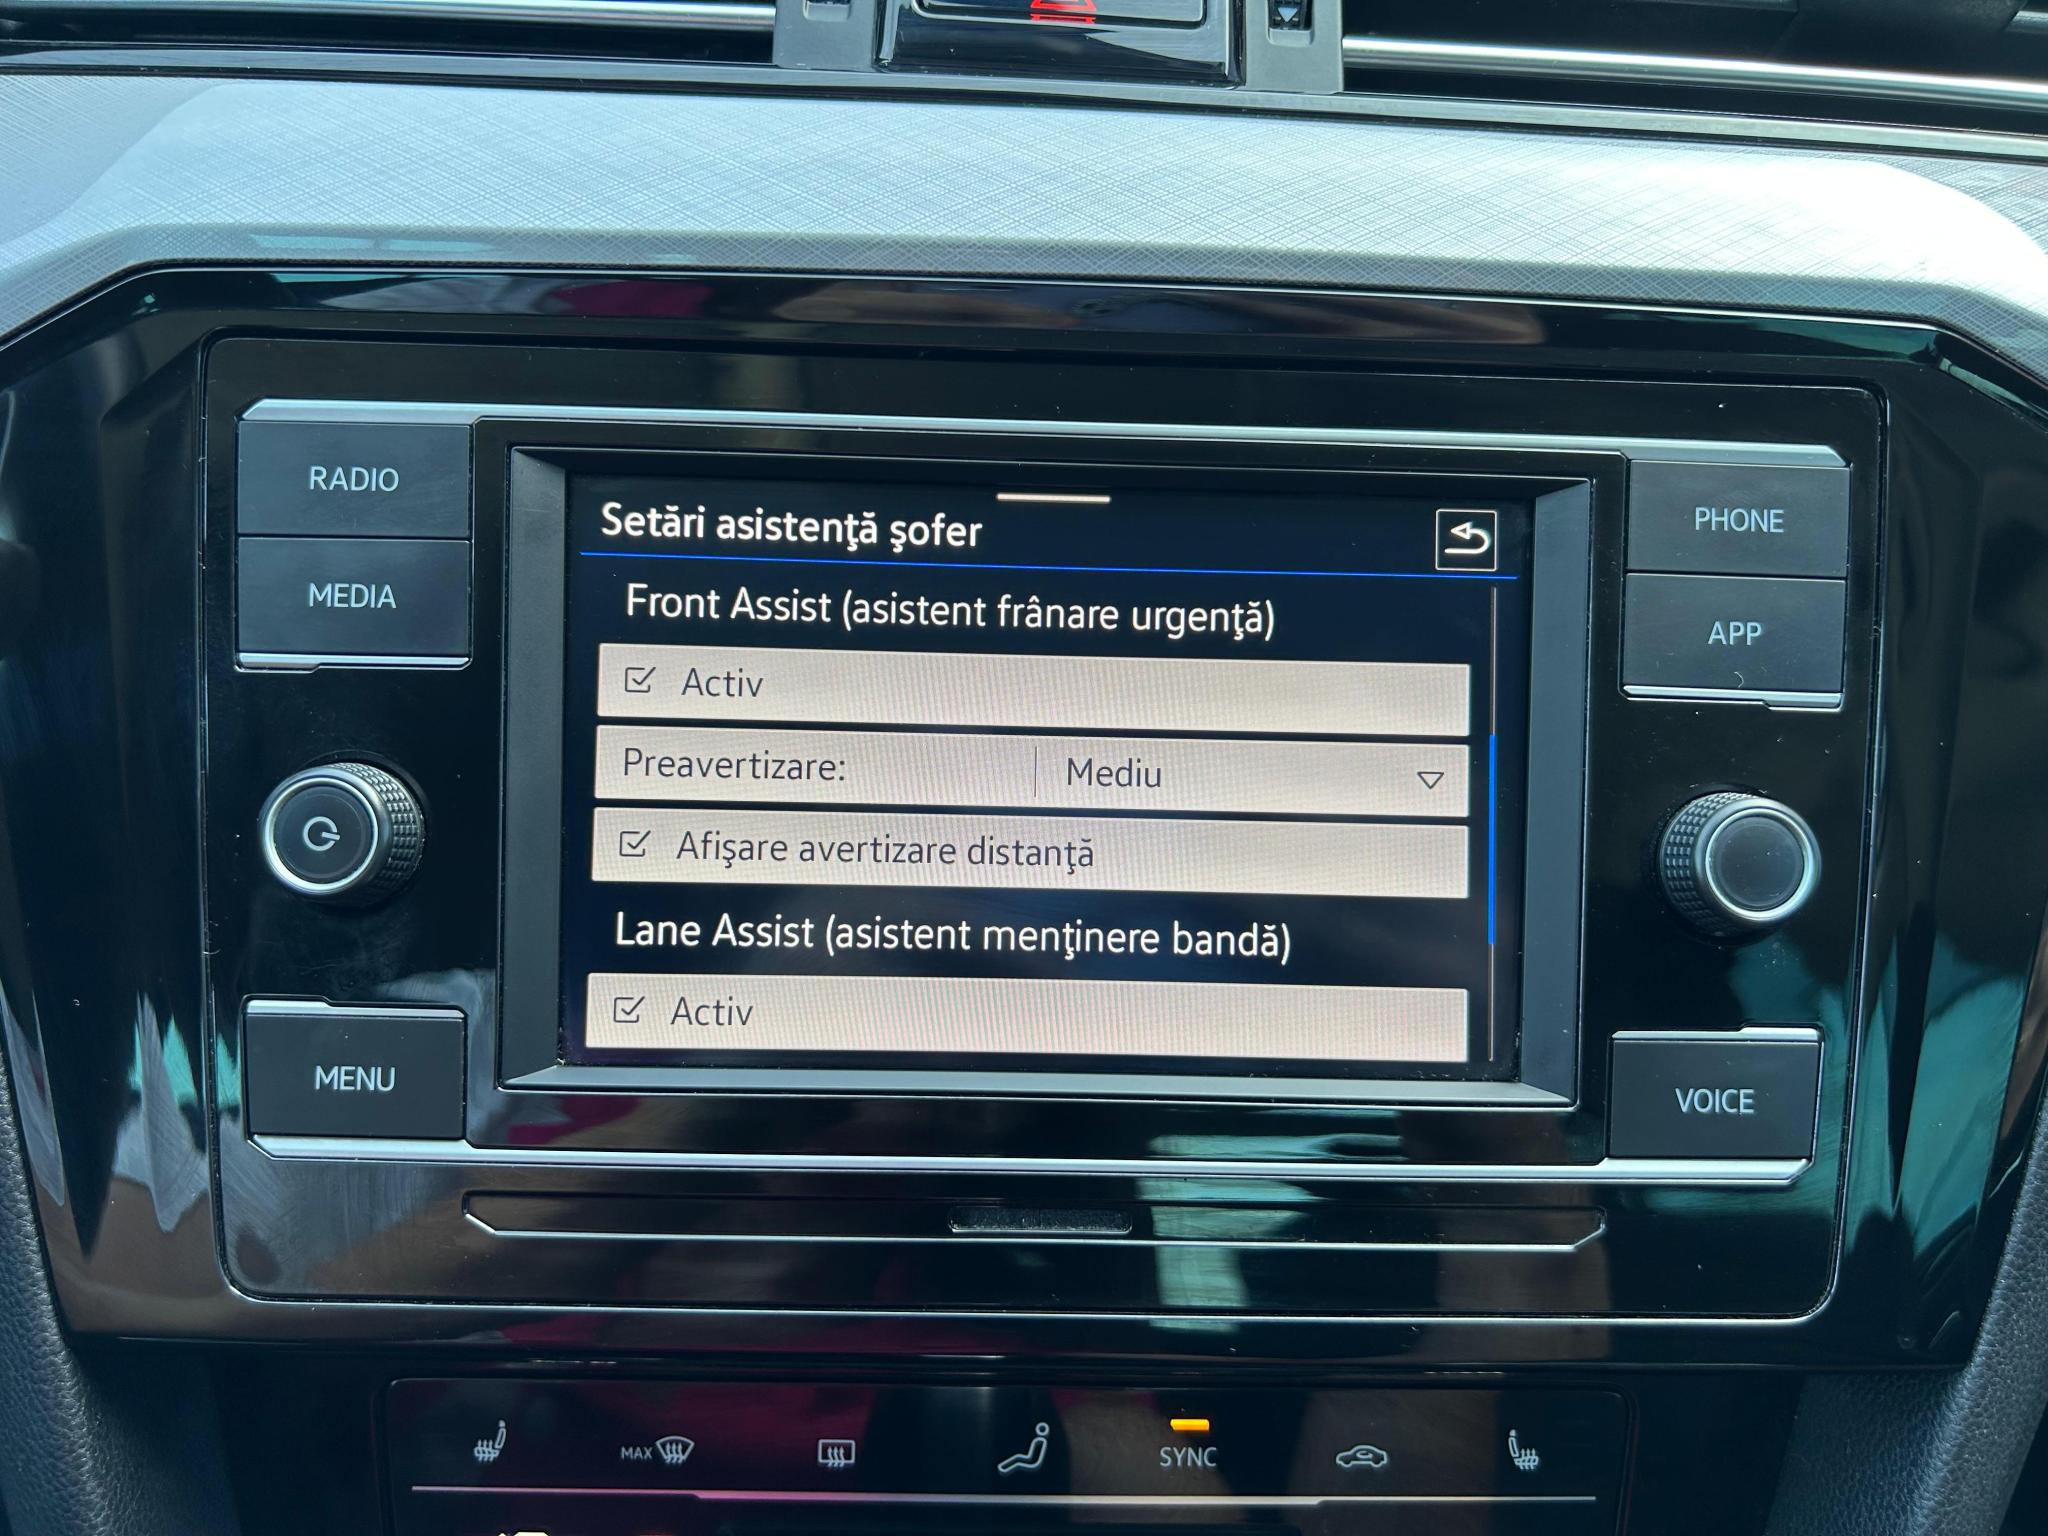 RADIO
MEDIA
MENU
Setări asistenţă şofer
Front Assist (asistent frânare urgenţă)
Activ
Preavertizare: Mediu
Afişare avertizare distanţă
Lane Assist (asistent menţinere bandă)
Activ
PHONE
APP
VOICE
MAX
SYNC